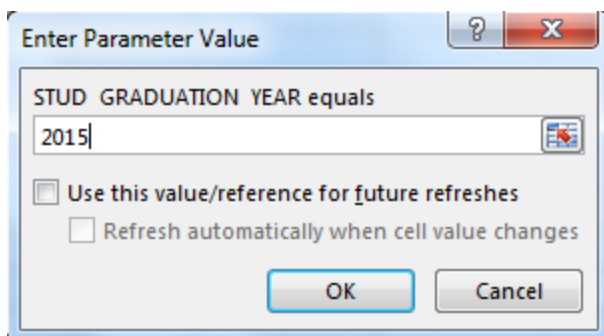 Enter Parameter Value
?
STUD GRADUATION YEAR equals
2015
Use this value/reference for future refreshes
Refresh automatically when cell value changes
OK Cancel